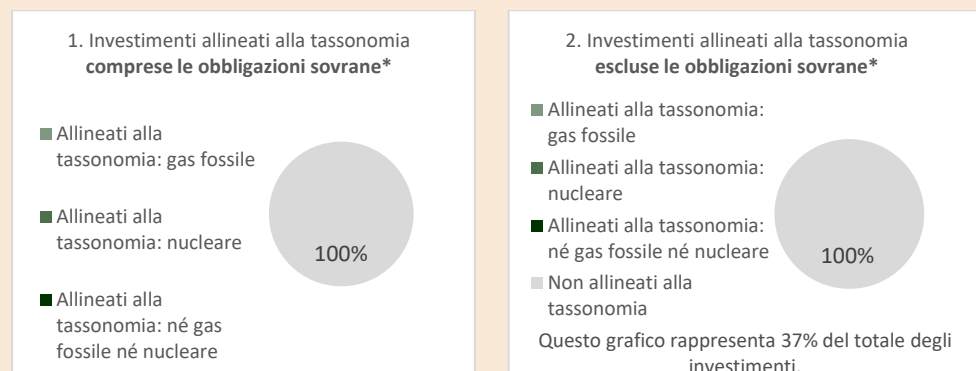 1. Investimenti allineati alla tassonomia
comprese le obbligazioni sovrane*
Allineati alla
tassonomia: gas fossile
Allineati alla
tassonomia: nucleare
Allineati alla
tassonomia: né gas
fossile né nucleare
100%
2. Investimenti allineati alla tassonomia
escluse le obbligazioni sovrane*
Allineati alla tassonomia:
gas fossile
Allineati alla tassonomia:
nucleare
Allineati alla tassonomia:
né gas fossile né nucleare
Non allineati alla
tassonomia
100%
Questo grafico rappresenta 37% del totale degli
investimenti.